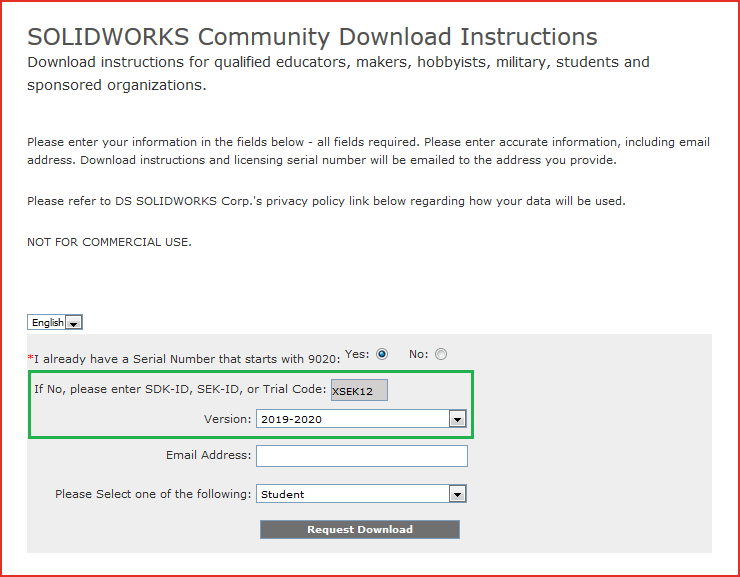 SOLIDWORKS Community Download Instructions
Download instructions for qualified educators, makers, hobbyists, military, students and
sponsored organizations.
Please enter your information in the fields below - all fields required. Please enter accurate information, including email
address. Download instructions and licensing serial number will be emailed to the address you provide.
Please refer to DS SOLIDWORKS Corp.'s privacy policy link below regarding how your data will be used.
NOT FOR COMMERCIAL USE.
English
*I already have a Serial Number that starts with 9020: Yes: No:
If No, please enter SDK-ID, SEK-ID, or Trial Code: XSEK12
Version: 2019-2020
Email Address:
Please Select one of the following: Student
Request Download